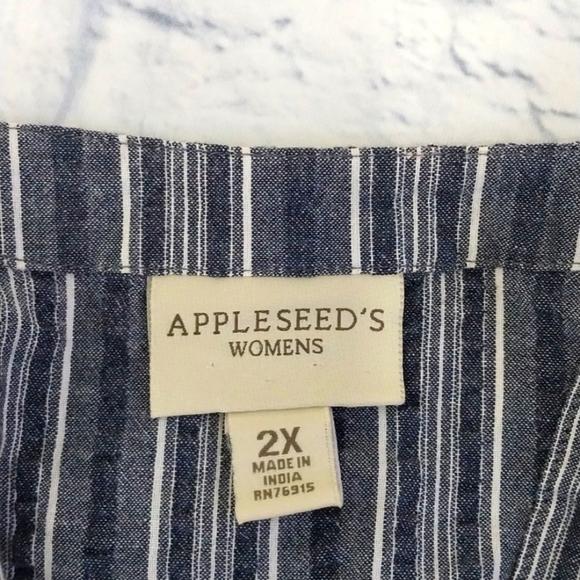 APPLESEED'S
WOMENS
2X
MADE IN
INDIA
RN76915